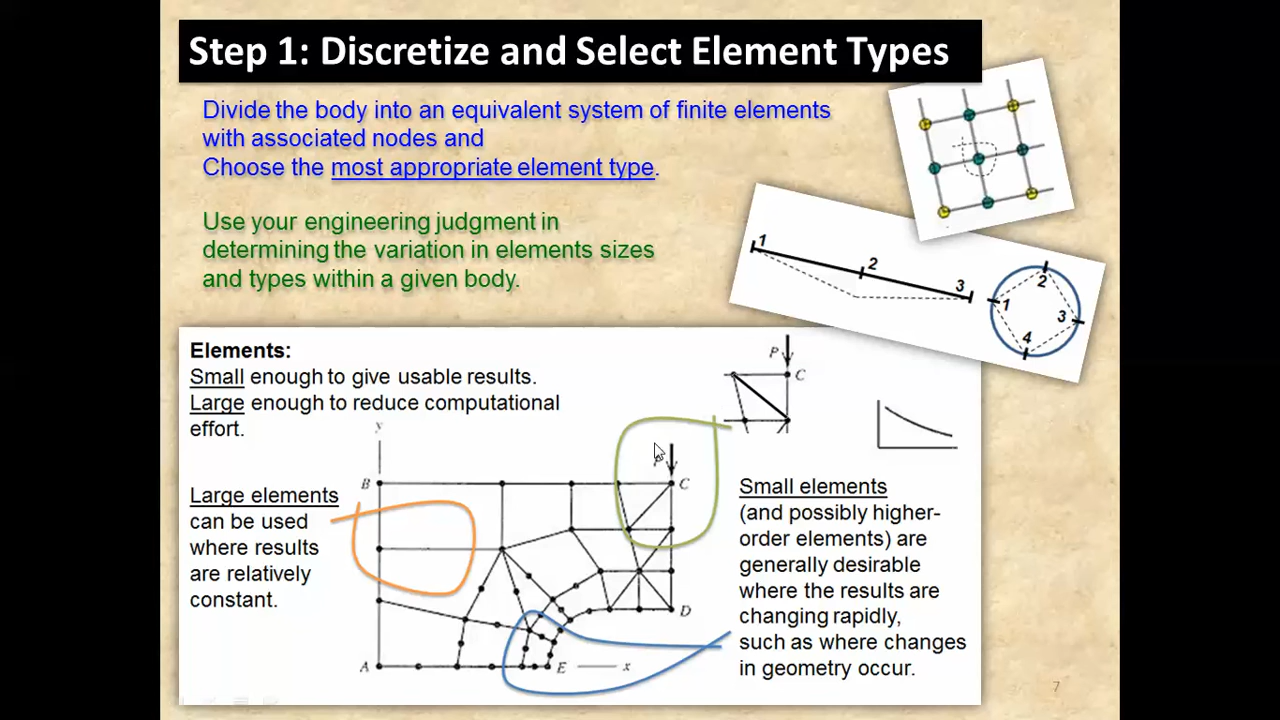 Step 1: Discretize and Select Element Types
Divide the body into an equivalent system of finite elements
with associated nodes and
Choose the most appropriate element type.
Use your engineering judgment in
determining the variation in elements sizes
and types within a given body.
1
2
3
1
2
3
4
Elements:
Small enough to give usable results.
Large enough to reduce computational
effort.
P
C
y
B
C
Large elements
can be used
where results
are relatively
constant.
D
A
E
x
Small elements
(and possibly higher-
order elements) are
generally desirable
where the results are
changing rapidly,
such as where changes
in geometry occur.
7